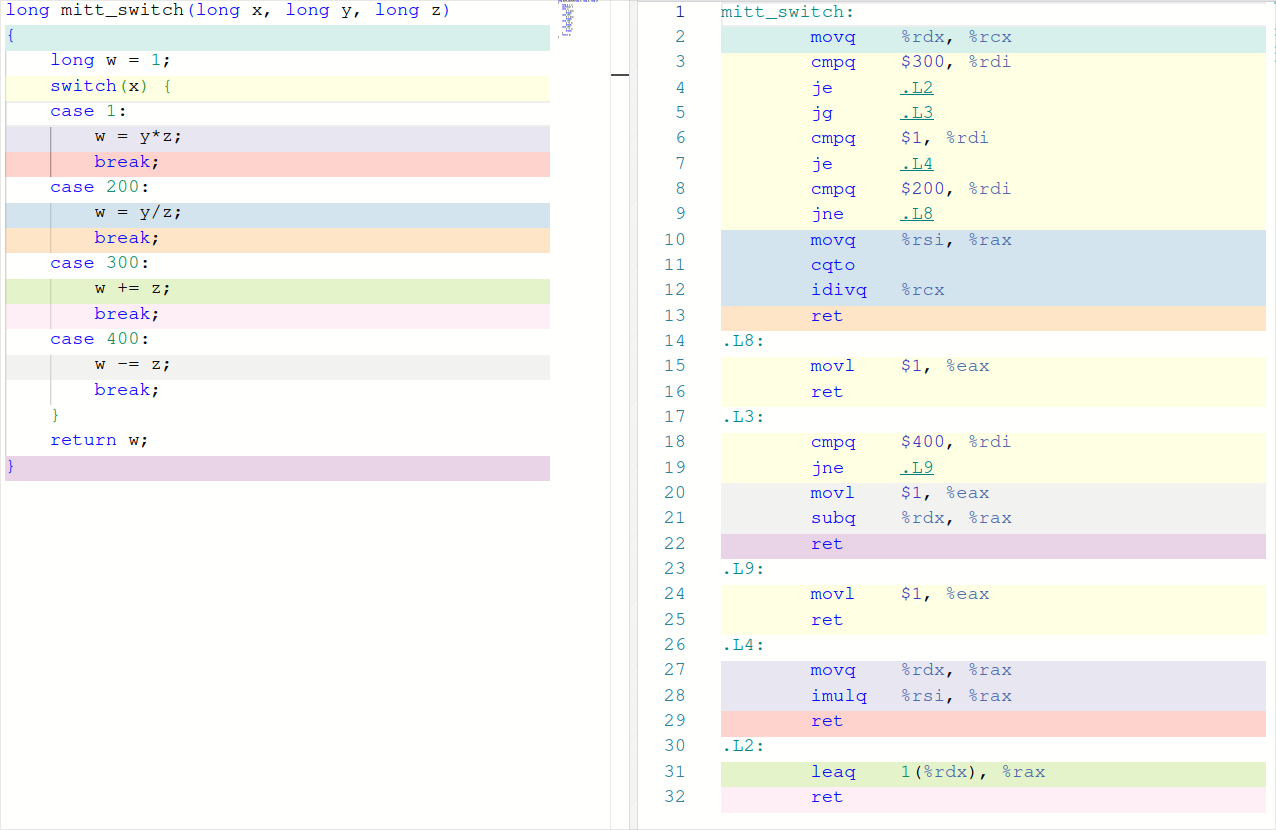 long mitt_switch(long x, long y, long z)
{
    long w = 1;
    switch(x) {
    case 1:
        w = y*z;
        break;
    case 200:
        w = y/z;
        break;
    case 300:
        w += z;
        break;
    case 400:
        w -= z;
        break;
    }
    return w;
}
1 mitt_switch:
2         movq    %rdx, %rcx
3         cmpq    $300, %rdi
4         je      .L2
5         jg      .L3
6         cmpq    $1, %rdi
7         je      .L4
8         cmpq    $200, %rdi
9         jne     .L8
10         movq    %rsi, %rax
11         cqto
12         idivq   %rcx
13         ret
14 .L8:
15         movl    $1, %eax
16         ret
17 .L3:
18         cmpq    $400, %rdi
19         jne     .L9
20         movl    $1, %eax
21         subq    %rdx, %rax
22         ret
23 .L9:
24         movl    $1, %eax
25         ret
26 .L4:
27         movq    %rdx, %rax
28         imulq   %rsi, %rax
29         ret
30 .L2:
31         leaq    1(%rdx), %rax
32         ret